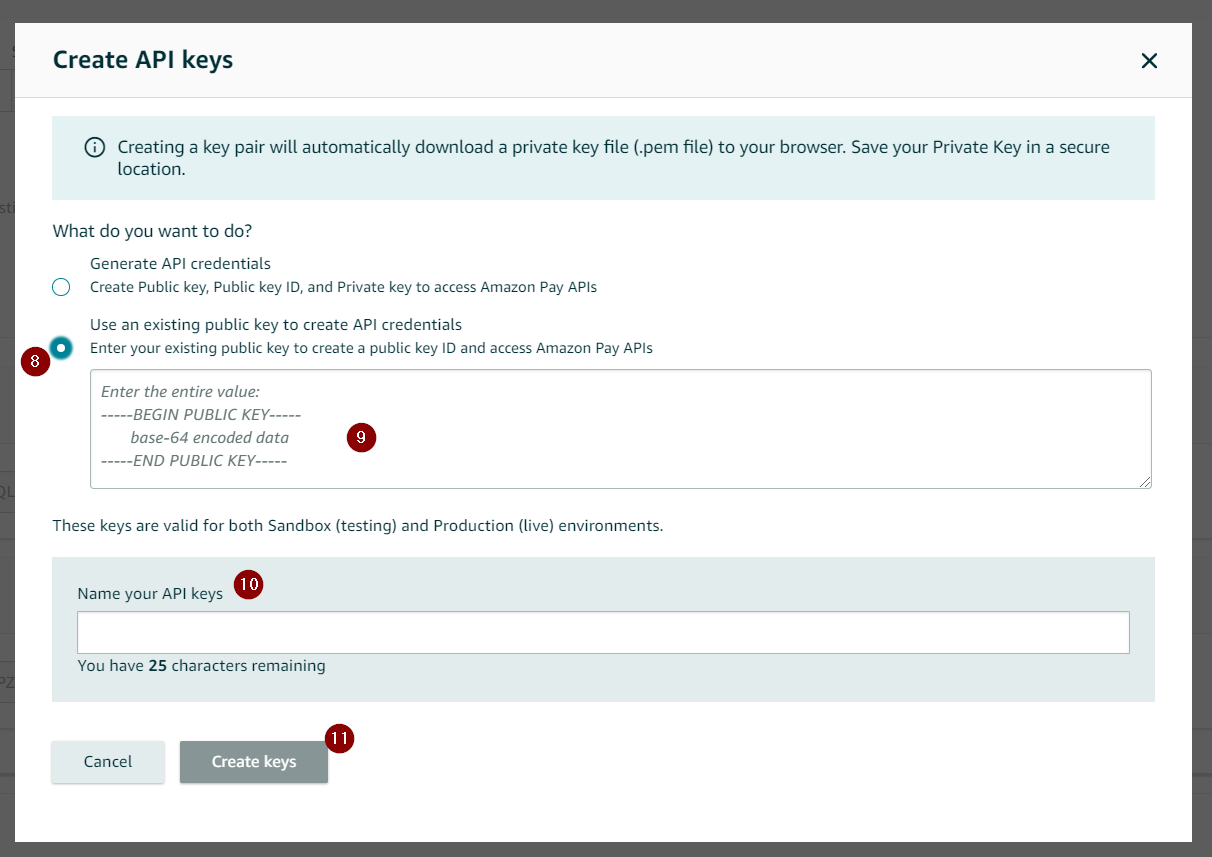 Create API keys
Creating a key pair will automatically download a private key file (.pem file) to your browser. Save your Private Key in a secure
location.
sti
What do you want to do?
Generate API credentials
Create Public key, Public key ID, and Private key to access Amazon Pay APIs
Use an existing public key to create API credentials
8
Enter your existing public key to create a public key ID and access Amazon Pay APIs
Enter the entire value:
-----BEGIN PUBLIC KEY-----
base-64 encoded data
9
-----END PUBLIC KEY-----
QL
These keys are valid for both Sandbox (testing) and Production (live) environments.
Name your API keys
10
You have 25 characters remaining
PZ
11
Cancel
Create keys